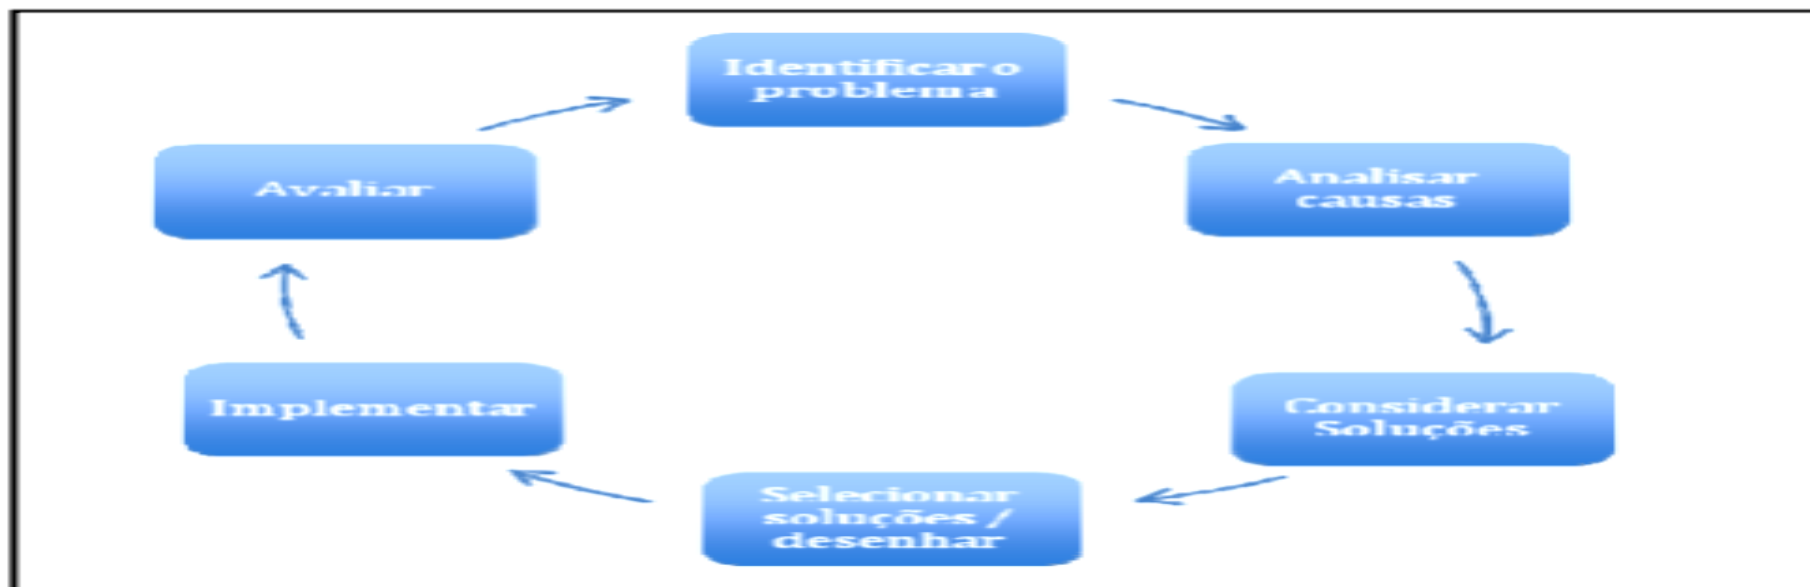 Identificar o
problema
Analisar
causas
Considerar
Soluções
Selecionar
soluções /
desenhar
Implementar
Avaliar